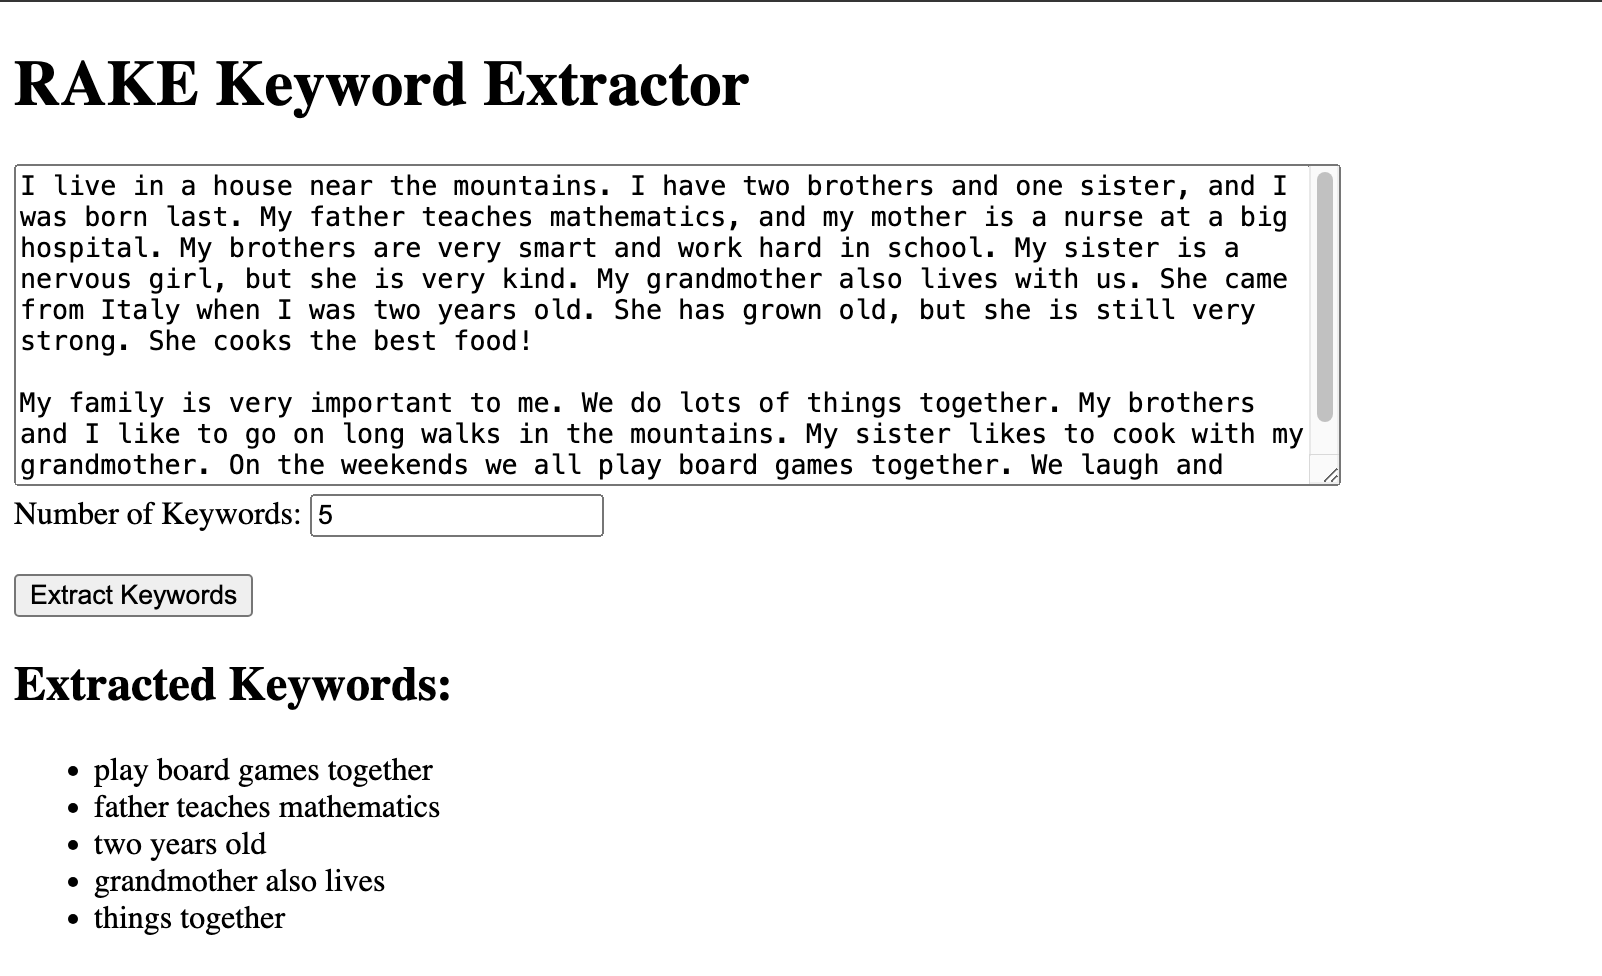 RAKE Keyword Extractor
I live in a house near the mountains. I have two brothers and one sister, and I
was born last. My father teaches mathematics, and my mother is a nurse at a big
hospital. My brothers are very smart and work hard in school. My sister is a
nervous girl, but she is very kind. My grandmother also lives with us. She came
from Italy when I was two years old. She has grown old, but she is still very
strong. She cooks the best food!
My family is very important to me. We do lots of things together. My brothers
and I like to go on long walks in the mountains. My sister likes to cook with my
grandmother. On the weekends we all play board games together. We laugh and
Number of Keywords: 5
Extract Keywords
Extracted Keywords:
• play board games together
• father teaches mathematics
• two years old
• grandmother also lives
• things together